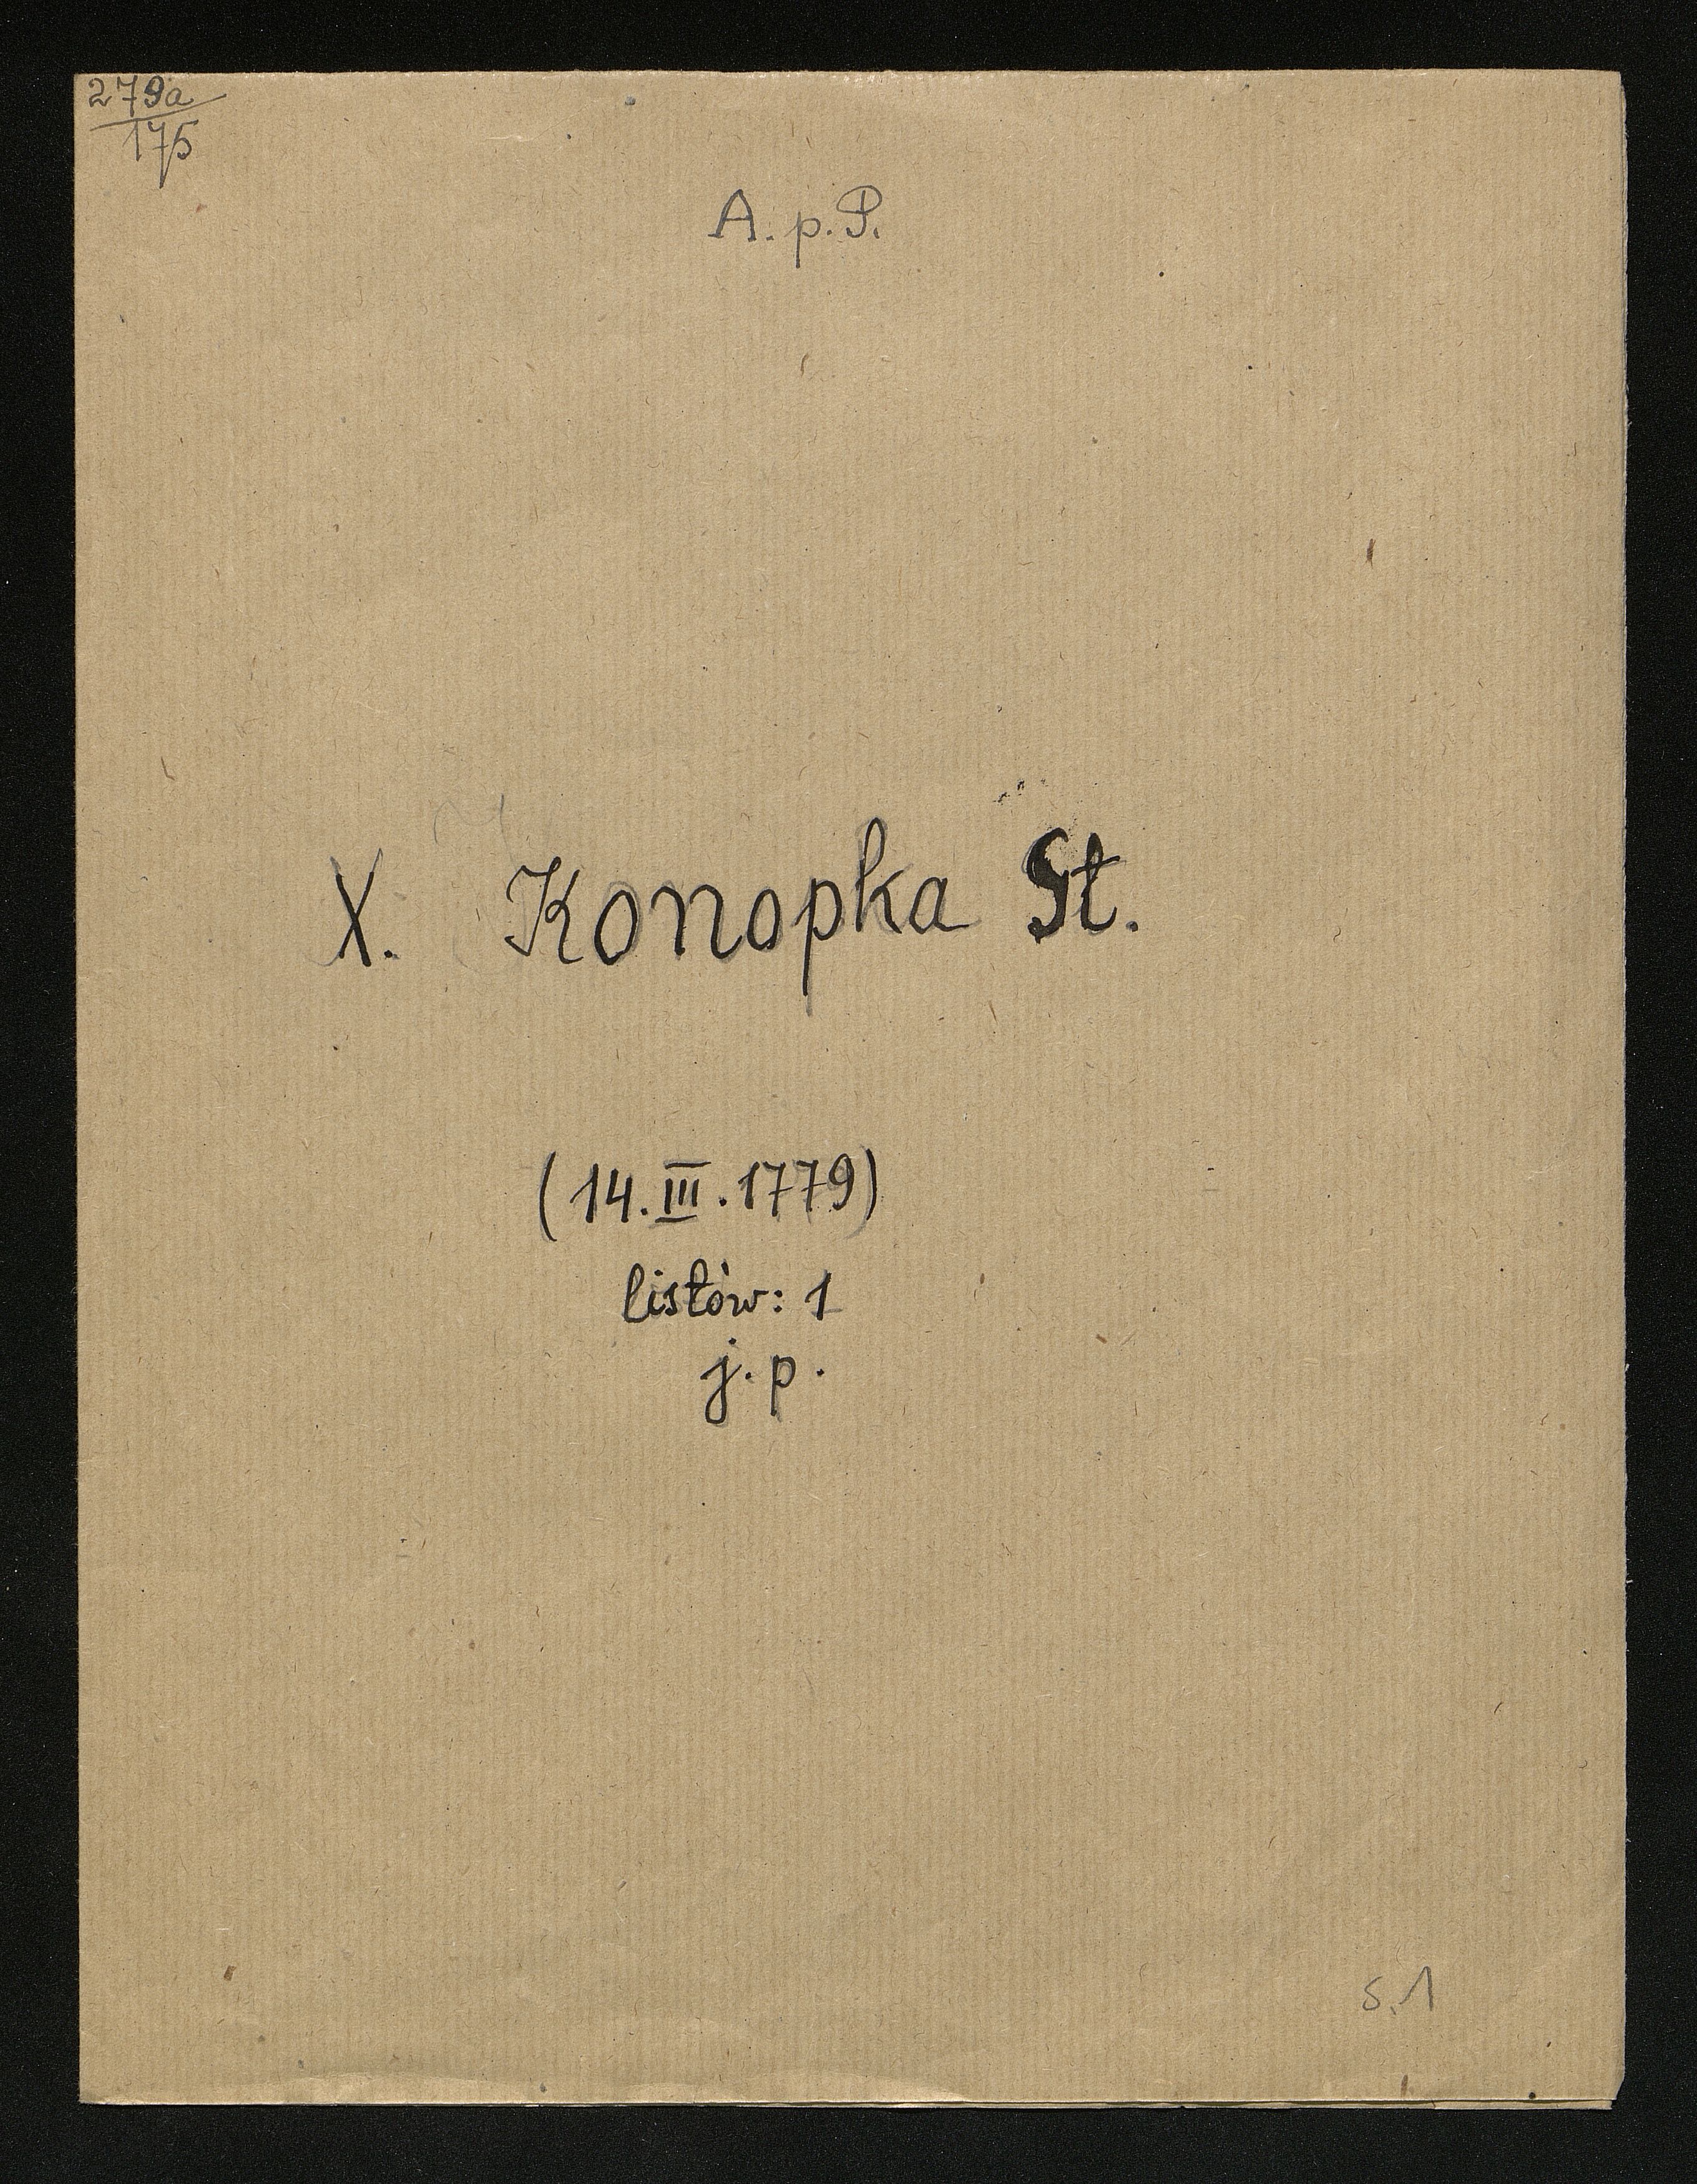 279a
175
A. p. P.
X. Konopka St.
(14. III. 1779)
listów: 1
j. p.
s. 1